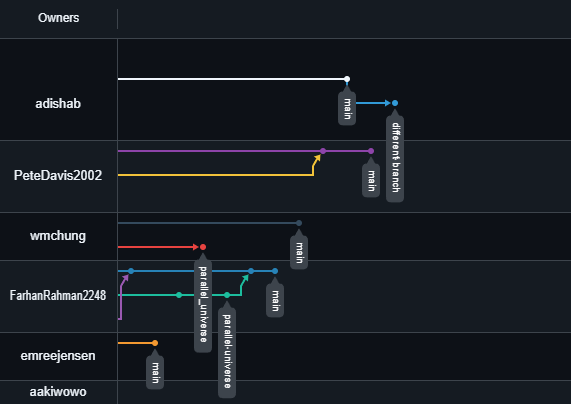 Owners
adishab
main
different-branch
PeteDavis2002
main
wmchung
main
parallel_universe
FarhanRahman2248
main
parallel-universe
emreejensen
main
aakiwowo